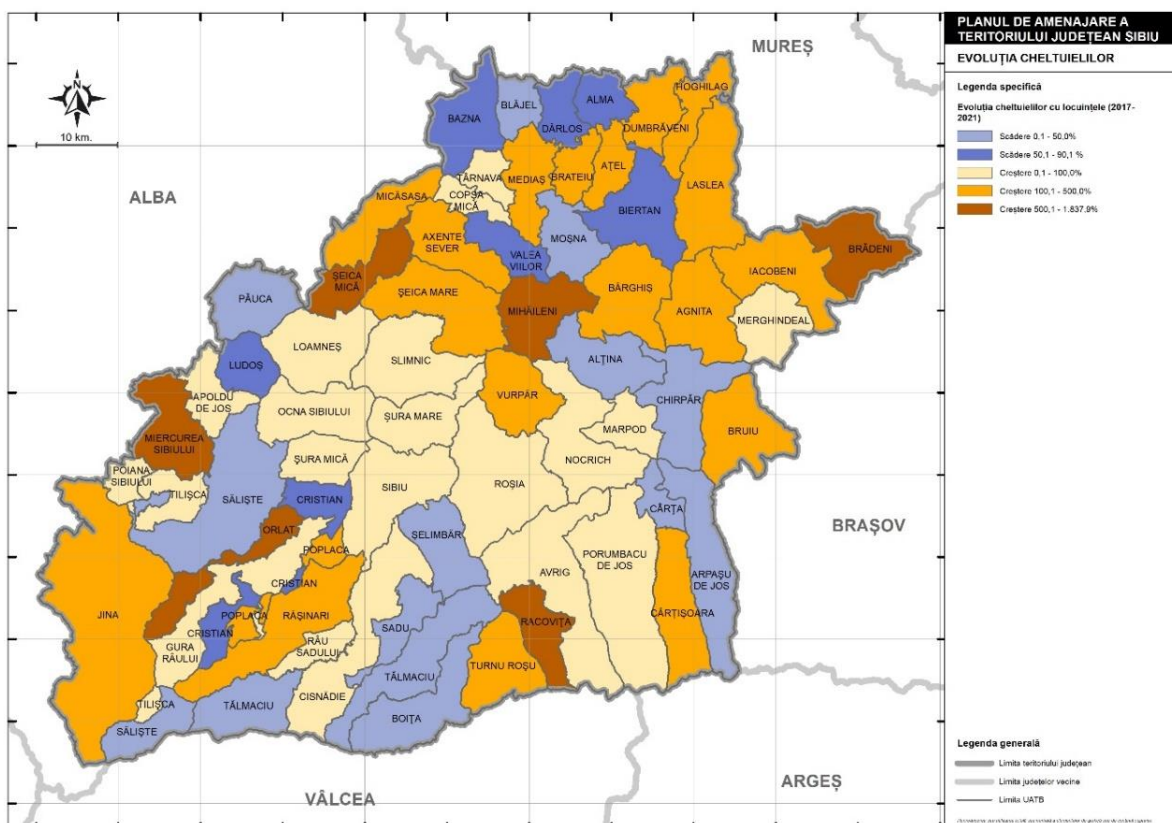 PLANUL DE AMENAJARE A
TERITORIULUI JUDEȚEAN SIBIU
EVOLUȚIA CHELTUIELILOR
Legenda specifică
Evoluția cheltuielilor cu locuințele (2017-
2021)
Scădere 0,1 - 50,0%
Scădere 50,1 - 90,1 %
Creștere 0,1 - 100,0%
Creștere 100,1 - 500,0%
Creștere 500,1 - 1.837,9%
N
10 km.
MUREȘ
ALBA
BRAȘOV
ARGEȘ
VÂLCEA
HOGHILAG
BAZNA
BLĂJEL
DÂRLOS
ALMA
DUMBRĂVENI
TÂRNAVA
MEDIAȘ
BRATEIU
AȚEL
LASLEA
MICĂSASA
COPȘA
MICĂ
BIERTAN
AXENTE
SEVER
MOȘNA
VALEA
VIILOR
BRĂDENI
ȘEICA
MICĂ
IACOBENI
PĂUCA
ȘEICA MARE
BÂRGHIȘ
MIHĂILENI
AGNITA
MERGHINDEAL
LOAMNEȘ
SLIMNIC
ALȚINA
LUDOȘ
APOLDU
DE JOS
VURPĂR
CHIRPĂR
OCNA SIBIULUI
ȘURA MARE
MARPOD
BRUIU
MIERCUREA
SIBIULUI
ȘURA MICĂ
NOCRICH
POIANA
SIBIULUI
TILIȘCA
SĂLIȘTE
CRISTIAN
SIBIU
ROȘIA
CÂRȚA
ORLAT
SELIMBĂR
POPLACA
PORUMBACU
DE JOS
AVRIG
ARPAȘU
DE JOS
CRISTIAN
JINA
POPLACA
RĂȘINARI
CÂRȚIȘOARA
CRISTIAN
SADU
RACOVIȚA
GURA
RÂULUI
RÂU
SADULUI
TURNU ROȘU
TĂLMACIU
CISNĂDIE
TILIȘCA
TĂLMACIU
BOIȚA
SĂLIȘTE
Legenda generală
Limita teritoriului județean
Limita județelor vecine
Limita UATB